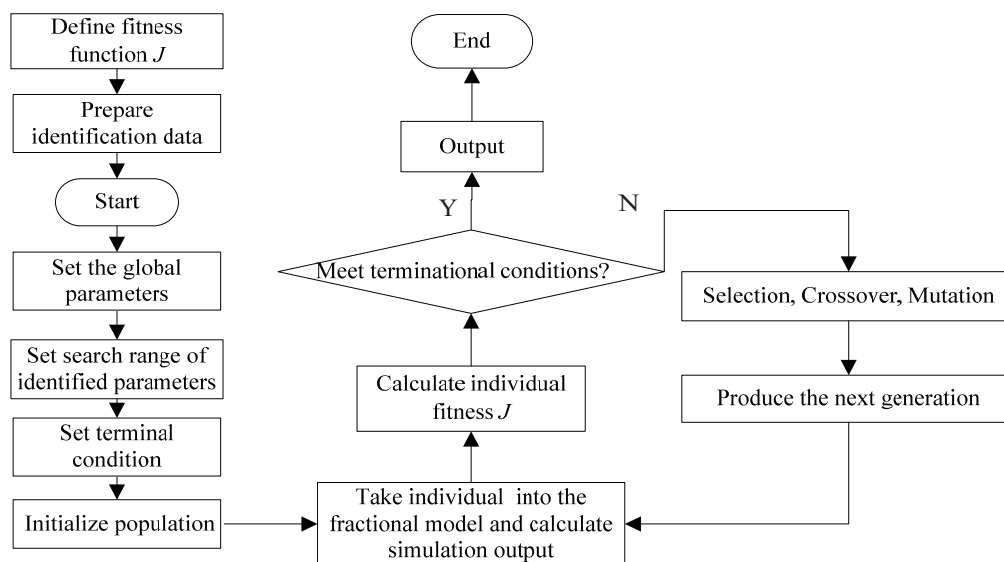 Define fitness
function J
Prepare
identification data
Start
Set the global
parameters
Set search range of
identified parameters
Set terminal
condition
Initialize population
Take individual into the
fractional model and calculate
simulation output
Calculate individual
fitness J
Meet terminational conditions?
Y
N
Output
End
Selection, Crossover, Mutation
Produce the next generation